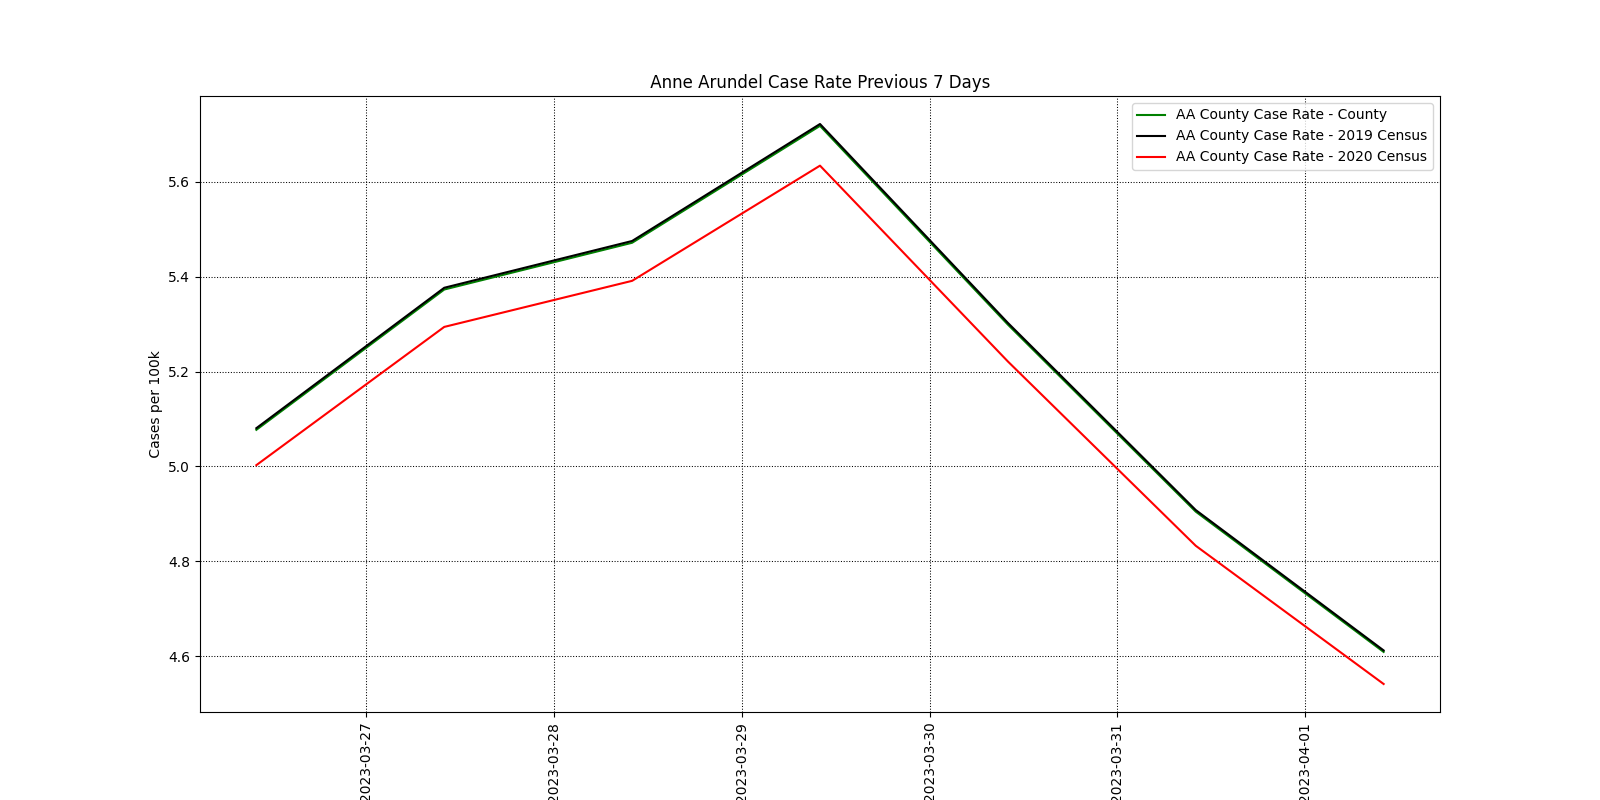 Anne Arundel Case Rate Previous 7 Days
AA County Case Rate - County
AA County Case Rate - 2019 Census
AA County Case Rate - 2020 Census
Cases per 100k
5.6
5.4
5.2
5.0
4.8
4.6
2023-03-27
2023-03-28
2023-03-29
2023-03-30
2023-03-31
2023-04-01